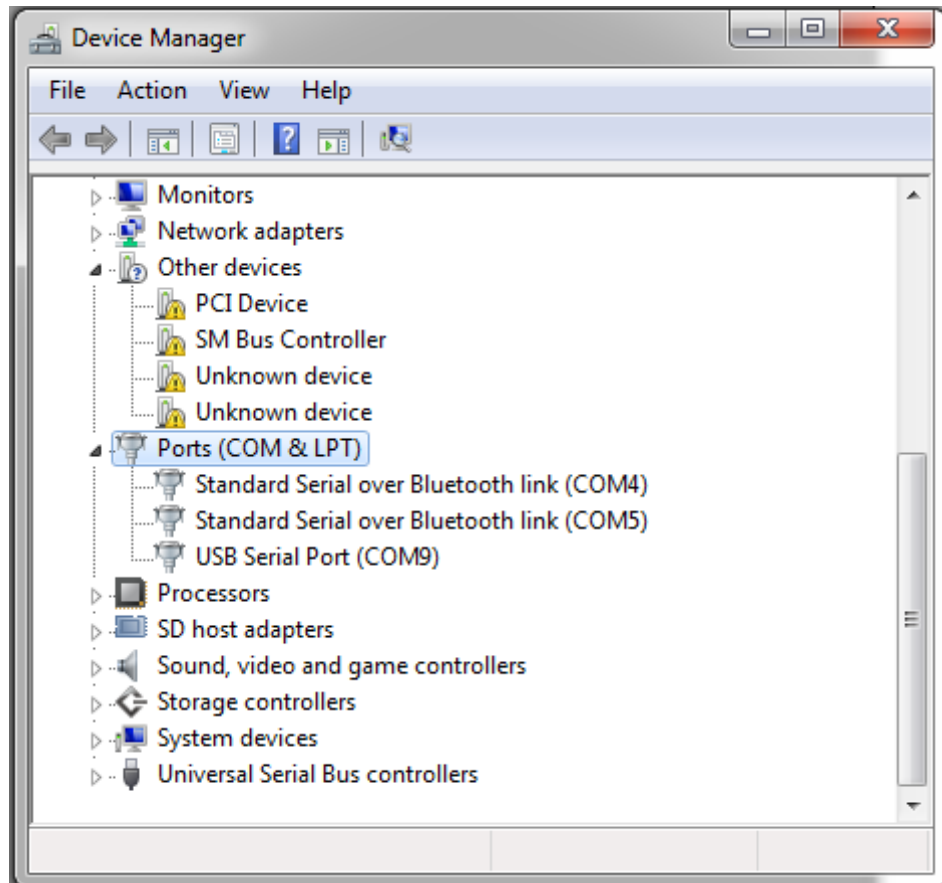 Device Manager
File Action View Help
Monitors
Network adapters
Other devices
PCI Device
SM Bus Controller
Unknown device
Unknown device
Ports (COM & LPT)
Standard Serial over Bluetooth link (COM4)
Standard Serial over Bluetooth link (COM5)
USB Serial Port (COM9)
Processors
SD host adapters
Sound, video and game controllers
Storage controllers
System devices
Universal Serial Bus controllers